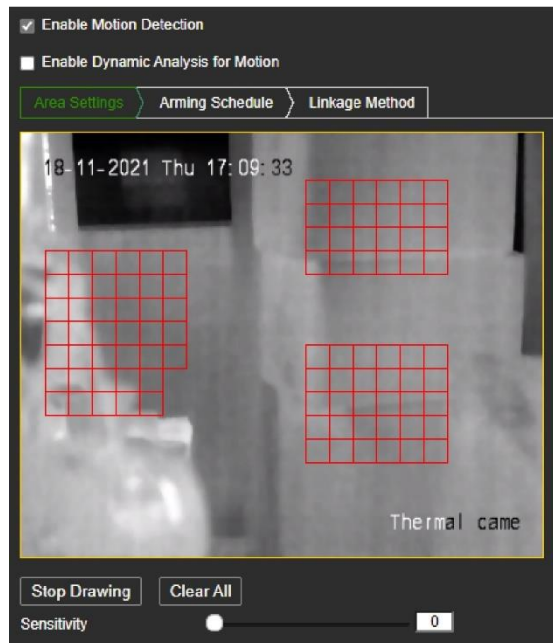 Enable Motion Detection
Enable Dynamic Analysis for Motion
Area Settings Arming Schedule Linkage Method
18-11-2021 Thu 17:09:33
Thermal came
Stop Drawing Clear All
Sensitivity 0